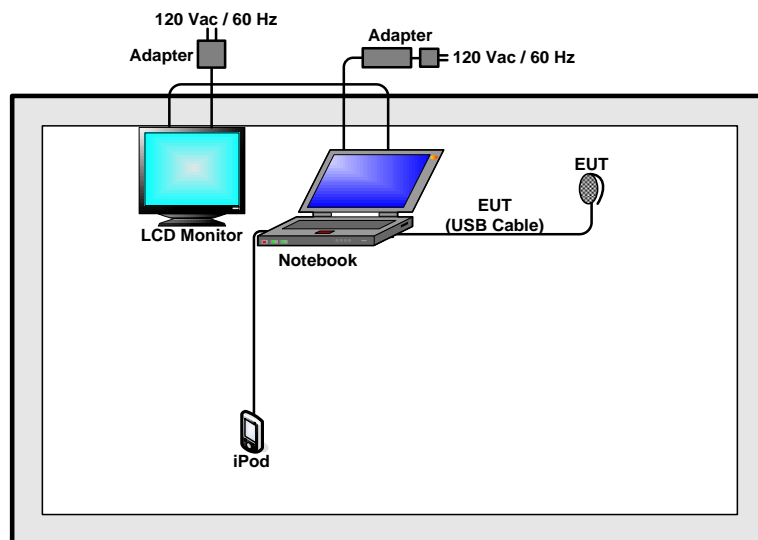 120 Vac / 60 Hz
Adapter
Adapter
120 Vac / 60 Hz
LCD Monitor
Notebook
EUT
(USB Cable)
EUT
iPod